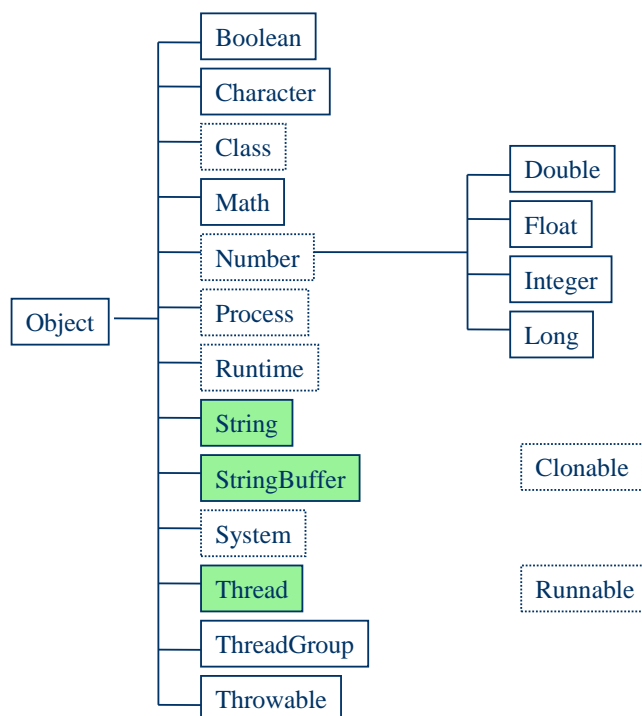 Boolean
Character
Class
Math
Number
Object
Process
Runtime
String
StringBuffer
System
Thread
ThreadGroup
Throwable
Double
Float
Integer
Long
Clonable
Runnable